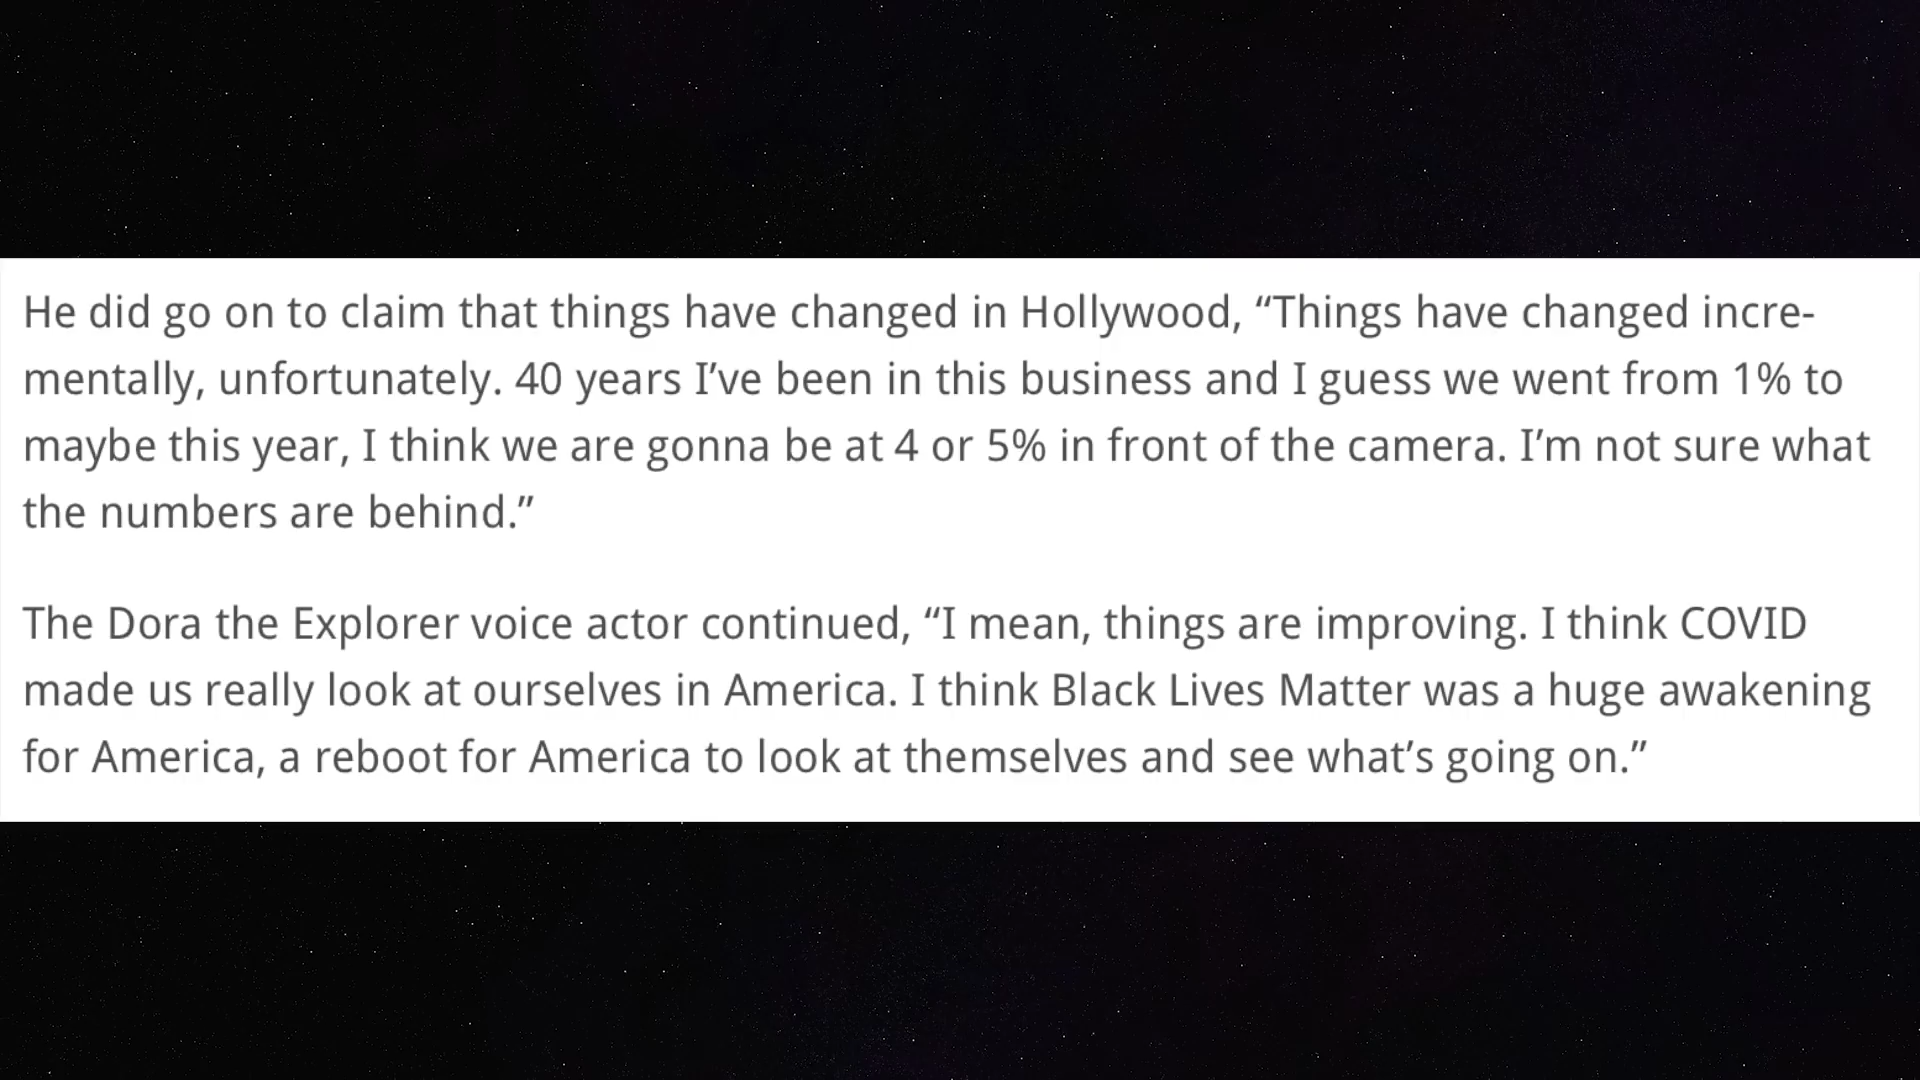 He did go on to claim that things have changed in Hollywood, “Things have changed incre-
mentally, unfortunately. 40 years I’ve been in this business and I guess we went from 1% to
maybe this year, I think we are gonna be at 4 or 5% in front of the camera. I’m not sure what
the numbers are behind.”
The Dora the Explorer voice actor continued, “I mean, things are improving. I think COVID
made us really look at ourselves in America. I think Black Lives Matter was a huge awakening
for America, a reboot for America to look at themselves and see what’s going on.”